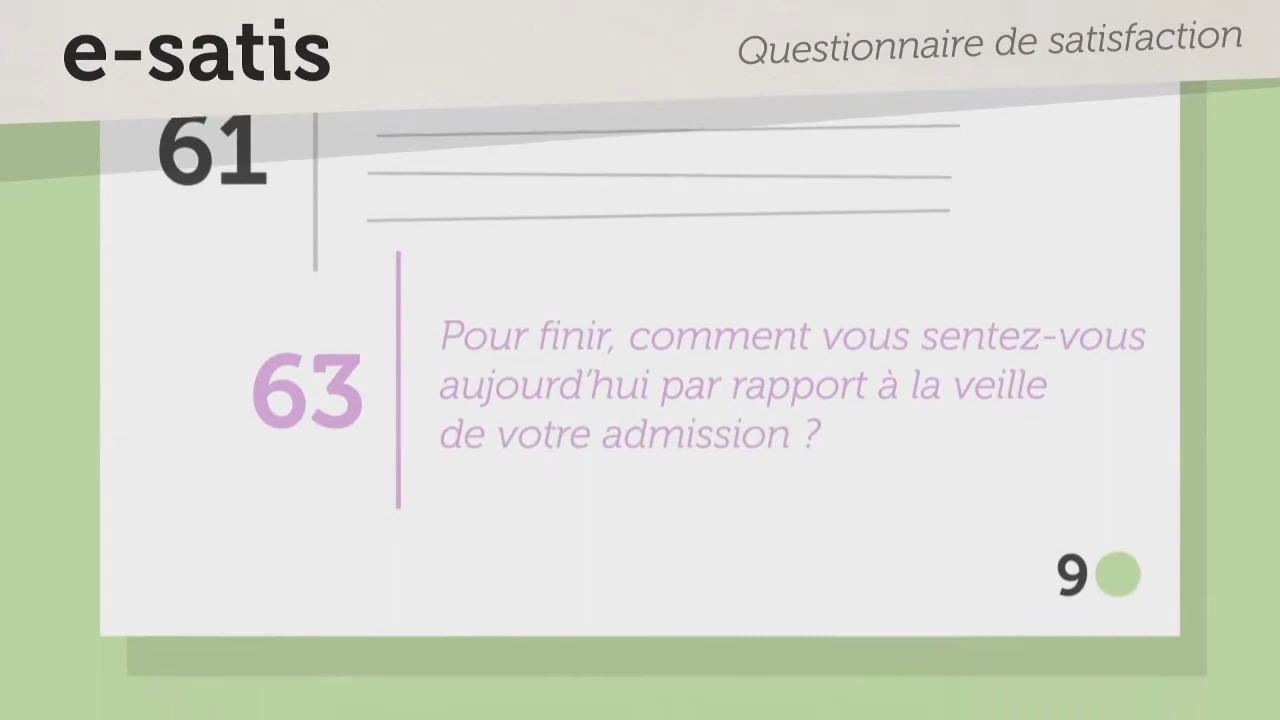 e-satis
Questionnaire de satisfaction
61
63
Pour finir, comment vous sentez-vous
aujourd'hui par rapport à la veille
de votre admission ?
9